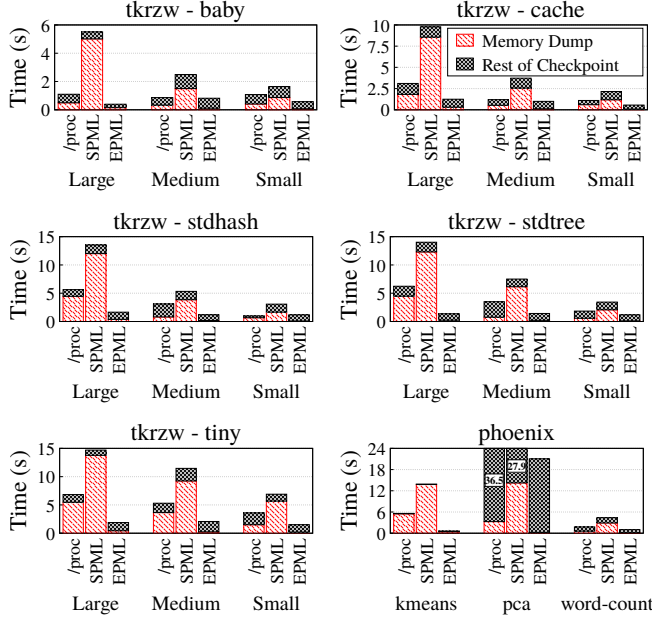 tkrzw - baby
Time (s)
6
4
2
0
/proc
SPML
EPML
/proc
SPML
EPML
/proc
SPML
EPML
Large
Medium
Small
tkrzw - cache
Time (s)
10
7.5
5
2.5
0
Memory Dump
Rest of Checkpoint
/proc
SPML
EPML
/proc
SPML
EPML
/proc
SPML
EPML
Large
Medium
Small
tkrzw - stdhash
Time (s)
15
10
5
0
/proc
SPML
EPML
/proc
SPML
EPML
/proc
SPML
EPML
Large
Medium
Small
tkrzw - stdtree
Time (s)
15
10
5
0
/proc
SPML
EPML
/proc
SPML
EPML
/proc
SPML
EPML
Large
Medium
Small
tkrzw - tiny
Time (s)
15
10
5
0
/proc
SPML
EPML
/proc
SPML
EPML
/proc
SPML
EPML
Large
Medium
Small
phoenix
Time (s)
24
18
12
6
0
36.5
27.9
/proc
SPML
EPML
/proc
SPML
EPML
/proc
SPML
EPML
kmeans
pca
word-count